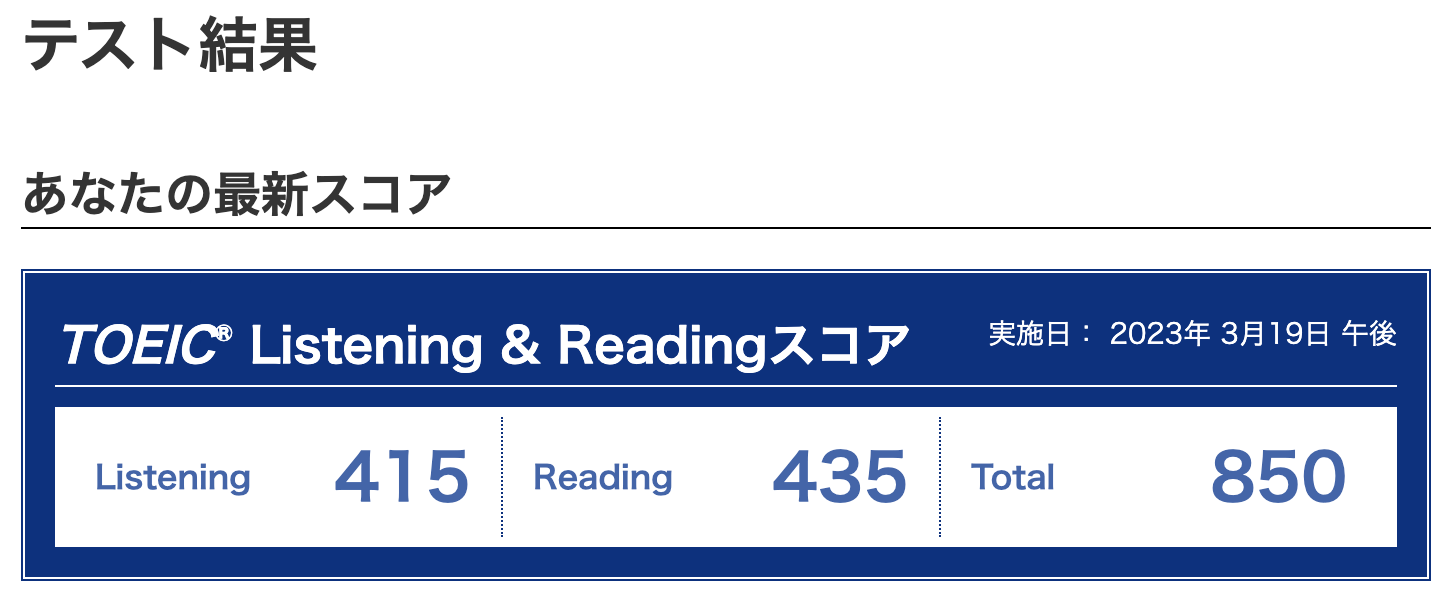 テスト結果
あなたの最新スコア
TOEIC® Listening & Readingスコア
実施日： 2023年 3月19日 午後
Listening 415
Reading 435
Total 850